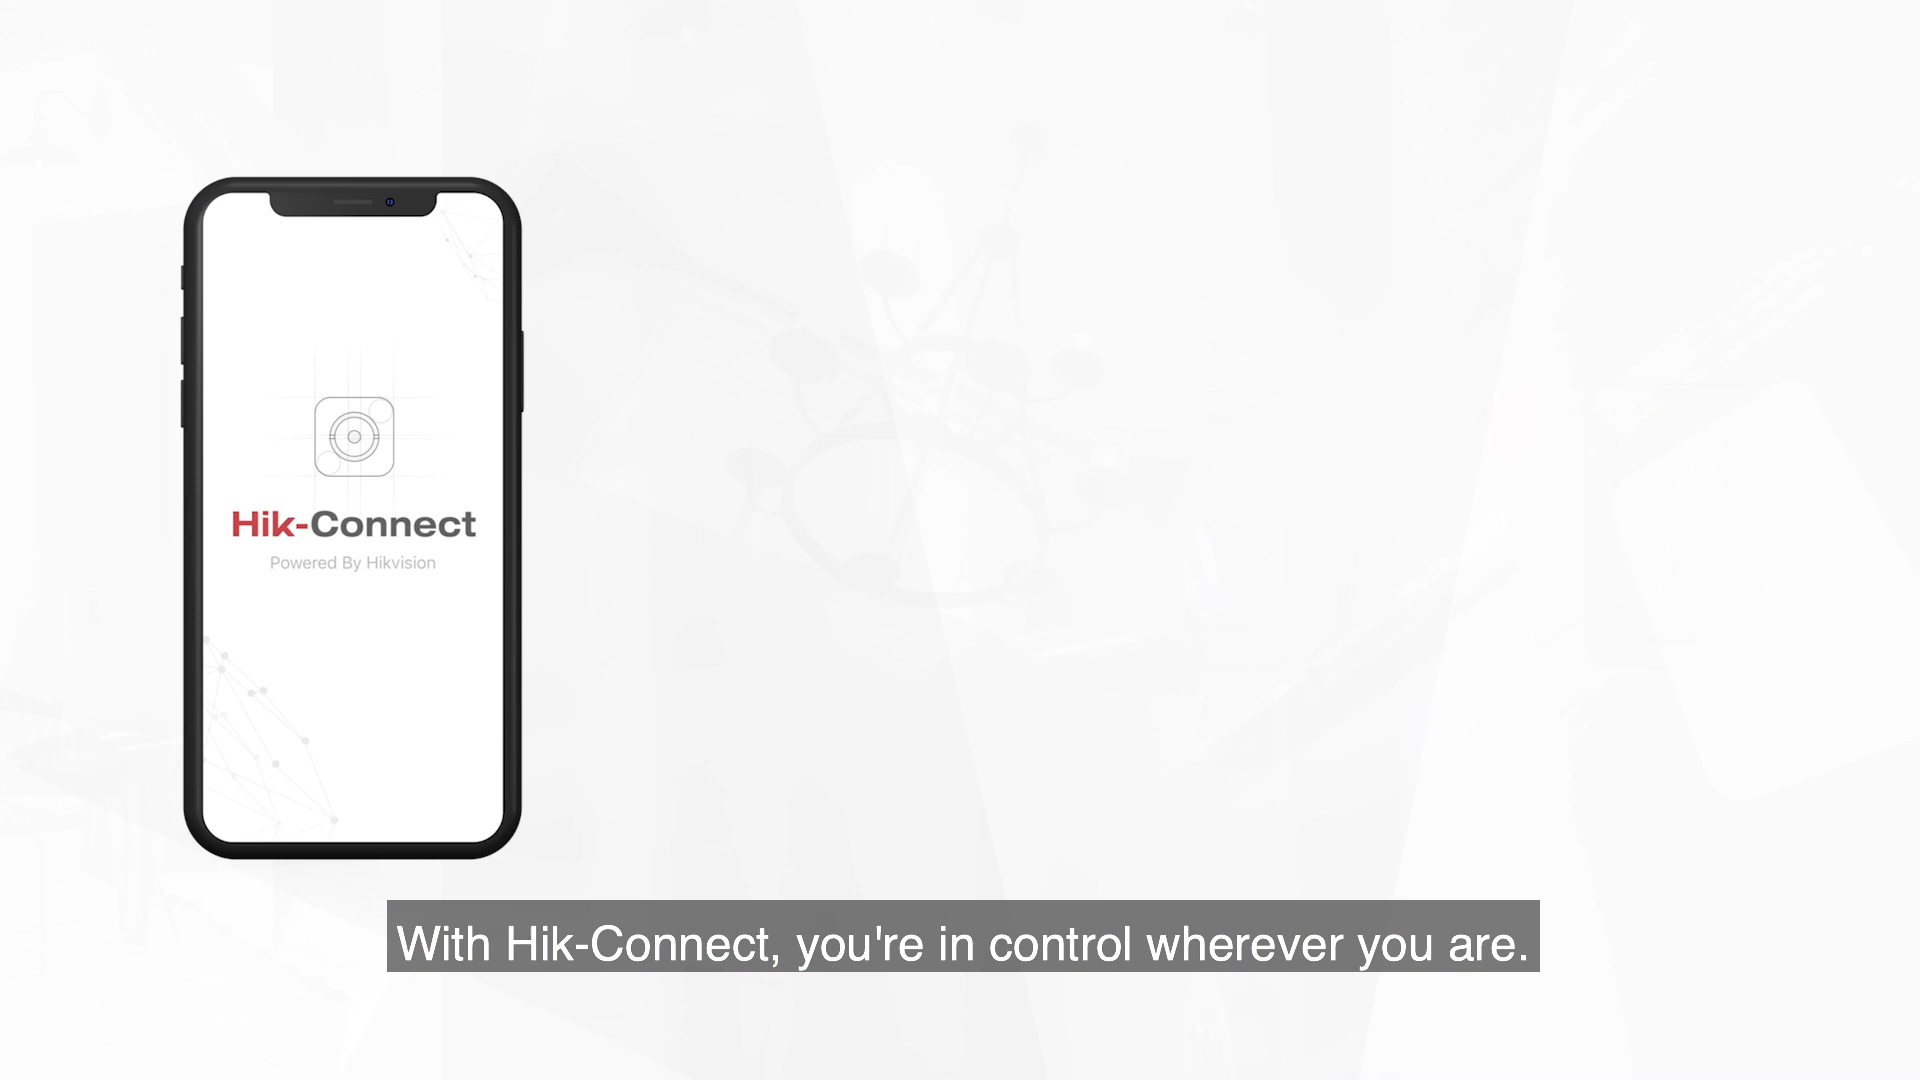 Hik-Connect
Powered By Hikvision
With Hik-Connect, you're in control wherever you are.